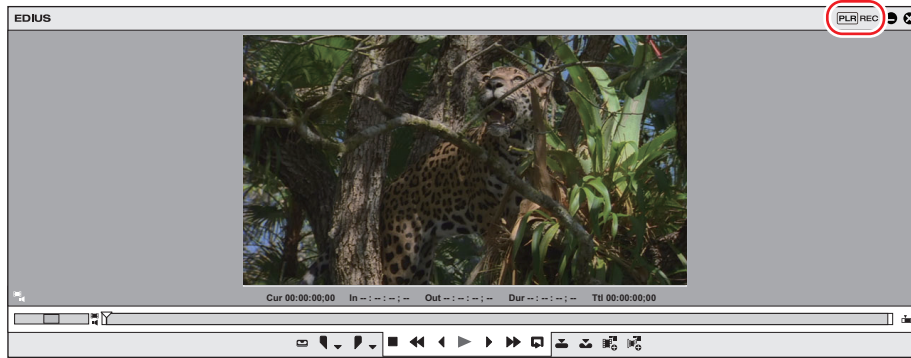 EDIUS
PLR REC
Cur 00:00:00;00 In -- : -- : -- ; -- Out -- : -- : -- ; -- Dur -- : -- : -- ; -- Ttl 00:00:00;00